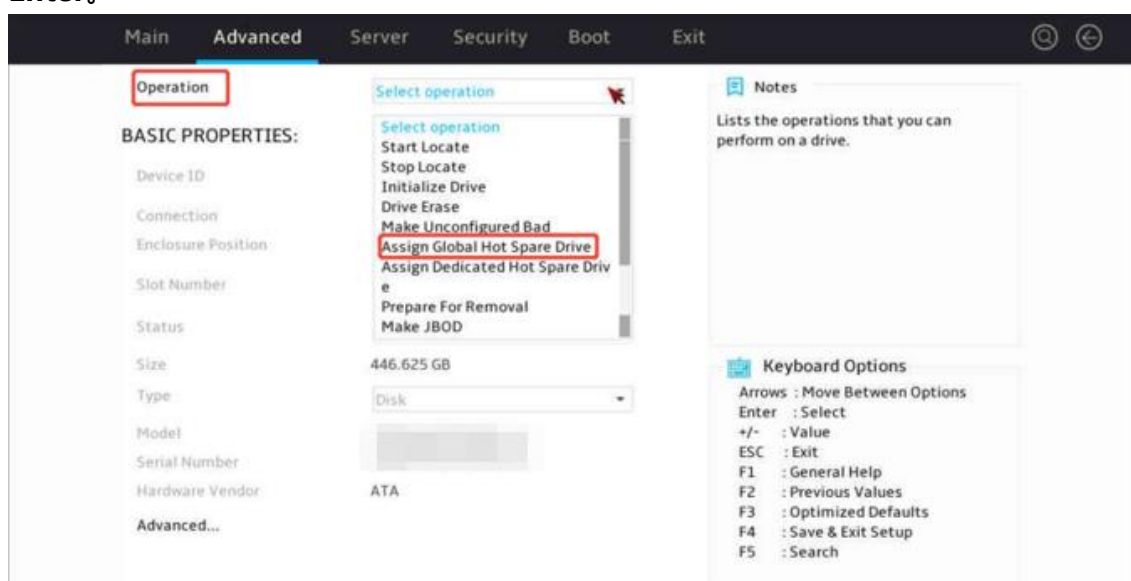 Main Advanced Server Security Boot Exit
Operation
Select operation
BASIC PROPERTIES:
Select operation
Start Locate
Stop Locate
Initialize Drive
Drive Erase
Make Unconfigured Bad
Assign Global Hot Spare Drive
Assign Dedicated Hot Spare Driv
e
Prepare For Removal
Make JBOD
Device ID
Connection
Enclosure Position
Slot Number
Status
Size 446.625 GB
Type Disk
Model
Serial Number
Hardware Vendor ATA
Advanced...
Notes
Lists the operations that you can
perform on a drive.
Keyboard Options
Arrows : Move Between Options
Enter : Select
+/- : Value
ESC : Exit
F1 : General Help
F2 : Previous Values
F3 : Optimized Defaults
F4 : Save & Exit Setup
F5 : Search